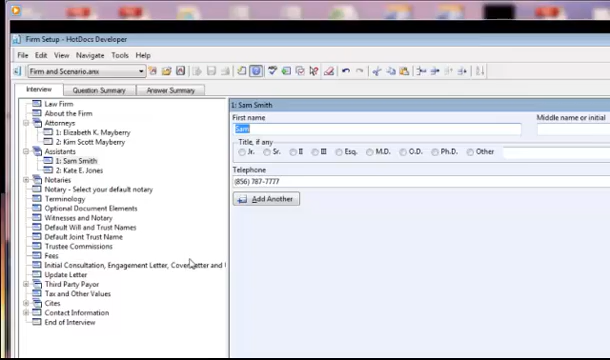 Firm Setup - HotDocs Developer
File Edit View Navigate Tools Help
Firm and Scenario.anx
Interview Question Summary Answer Summary
Law Firm
About the Firm
Attorneys
1: Elizabeth K. Mayberry
2: Kim Scott Mayberry
Assistants
1: Sam Smith
2: Kate E. Jones
Notaries
Notary - Select your default notary
Terminology
Optional Document Elements
Witnesses and Notary
Default Will and Trust Names
Default Joint Trust Name
Trustee Commissions
Fees
Initial Consultation, Engagement Letter, Cover Letter and
Update Letter
Third Party Payor
Tax and Other Values
Cites
Contact Information
End of Interview
1: Sam Smith
First name Middle name or initial
Sam
Title, if any
Jr. Sr. II III Esq. M.D. O.D. Ph.D. Other
Telephone
(856) 787-7777
Add Another